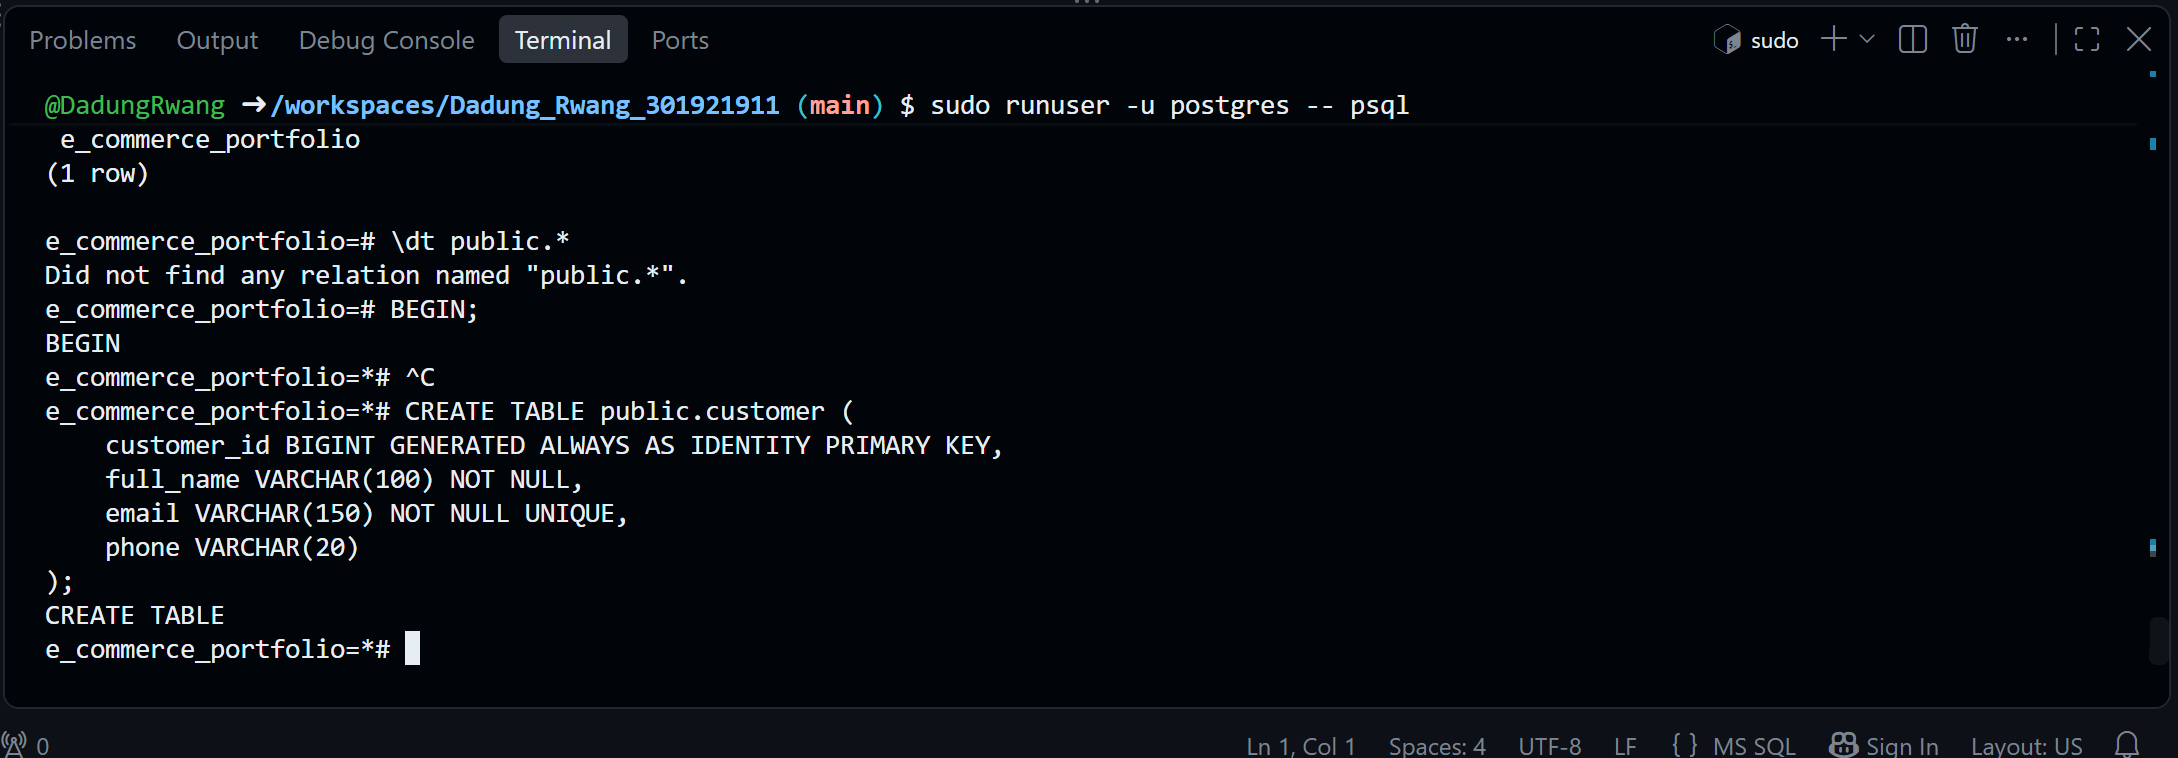 Problems Output Debug Console Terminal Ports sudo
@DadungRwang ➜/workspaces/Dadung_Rwang_301921911 (main) $ sudo runuser -u postgres -- psql
e_commerce_portfolio
(1 row)
e_commerce_portfolio=# \dt public.*
Did not find any relation named "public.*".
e_commerce_portfolio=# BEGIN;
BEGIN
e_commerce_portfolio=*# ^C
e_commerce_portfolio=*# CREATE TABLE public.customer (
    customer_id BIGINT GENERATED ALWAYS AS IDENTITY PRIMARY KEY,
    full_name VARCHAR(100) NOT NULL,
    email VARCHAR(150) NOT NULL UNIQUE,
    phone VARCHAR(20)
);
CREATE TABLE
e_commerce_portfolio=*#
0 Ln 1, Col 1 Spaces: 4 UTF-8 LF {} MS SQL Sign In Layout: US